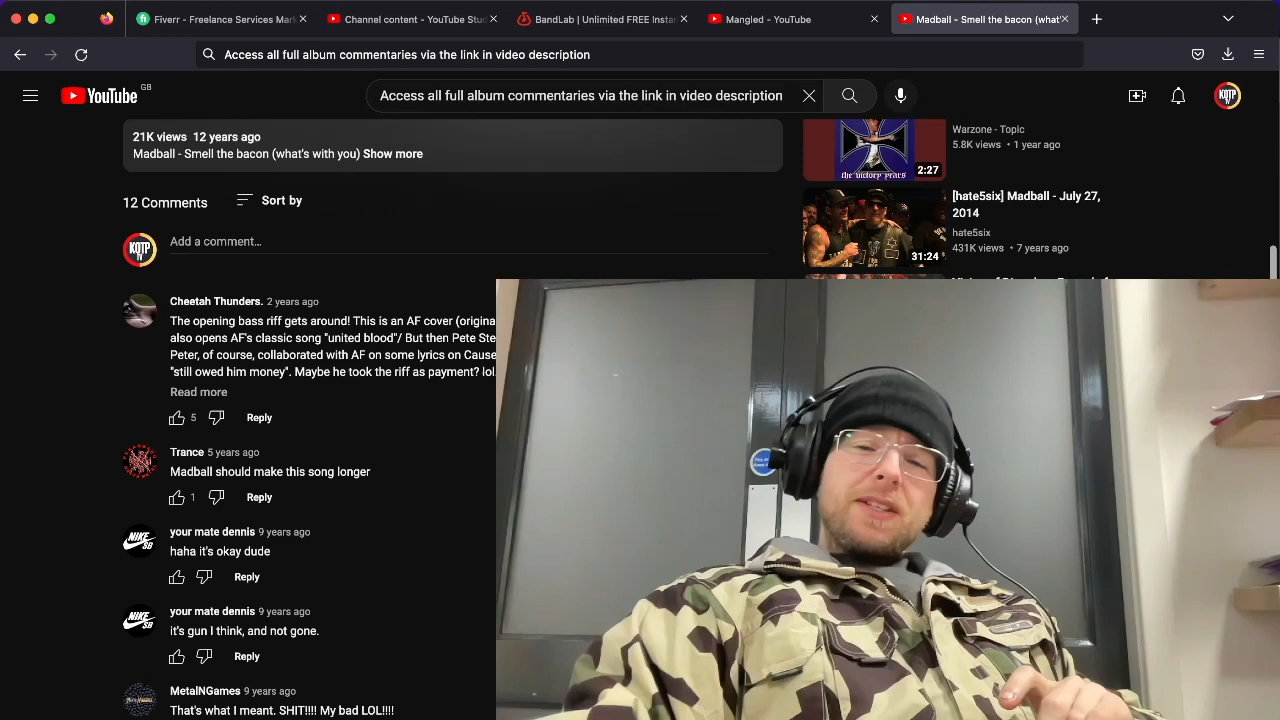 Fiverr - Freelance Services Mark
Channel content - YouTube Stud
BandLab | Unlimited FREE Instan
Mangled - YouTube
Madball - Smell the bacon (what'
Access all full album commentaries via the link in video description
YouTube GB
Access all full album commentaries via the link in video description
KOTP TV
21K views 12 years ago
Madball - Smell the bacon (what's with you) Show more
12 Comments
Sort by
KOTP TV
Add a comment...
Cheetah Thunders. 2 years ago
The opening bass riff gets around! This is an AF cover (origina
also opens AF's classic song "united blood"/ But then Pete Ste
Peter, of course, collaborated with AF on some lyrics on Cause
"still owed him money". Maybe he took the riff as payment? lol.
Read more
5
Reply
Trance 5 years ago
Madball should make this song longer
1
Reply
your mate dennis 9 years ago
haha it's okay dude
Reply
your mate dennis 9 years ago
it's gun I think, and not gone.
Reply
MetalNGames 9 years ago
That's what I meant. SHIT!!!! My bad LOL!!!!
the victory years
2:27
Warzone - Topic
5.8K views • 1 year ago
31:24
[hate5six] Madball - July 27,
2014
hate5six
431K views • 7 years ago